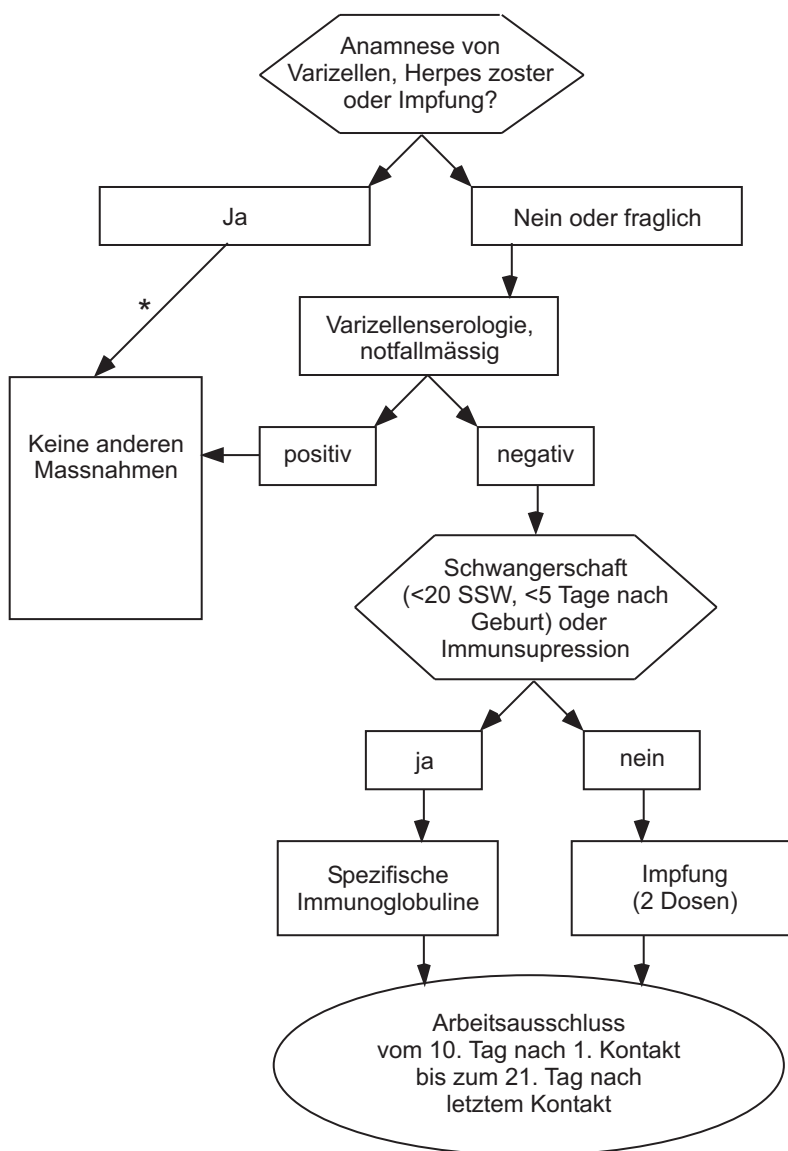 Anamnese von
Varizellen, Herpes zoster
oder Impfung?
Ja
Nein oder fraglich
*
Varizellenserologie,
notfallmässig
Keine anderen
Massnahmen
positiv
negativ
Schwangerschaft
(<20 SSW, <5 Tage nach
Geburt) oder
Immunsupression
ja
nein
Spezifische
Immunoglobuline
Impfung
(2 Dosen)
Arbeitsausschluss
vom 10. Tag nach 1. Kontakt
bis zum 21. Tag nach
letztem Kontakt